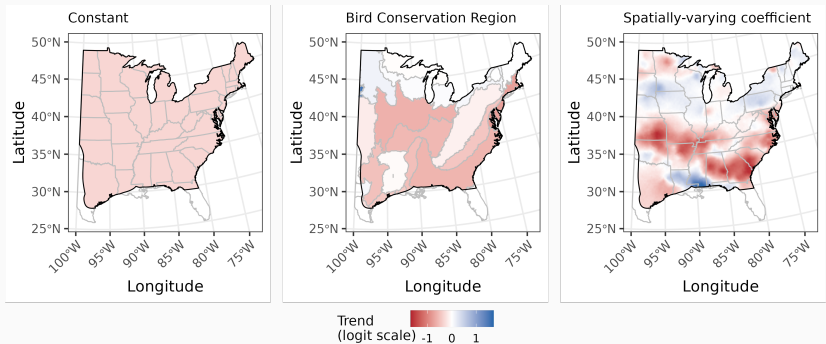 Constant
50°N
45°N
40°N
35°N
30°N
25°N
Latitude
100°W
95°W
90°W
85°W
80°W
75°W
Longitude
Bird Conservation Region
50°N
45°N
40°N
35°N
30°N
25°N
Latitude
100°W
95°W
90°W
85°W
80°W
75°W
Longitude
Spatially-varying coefficient
50°N
45°N
40°N
35°N
30°N
25°N
Latitude
100°W
95°W
90°W
85°W
80°W
75°W
Longitude
Trend
(logit scale)
-1 0 1